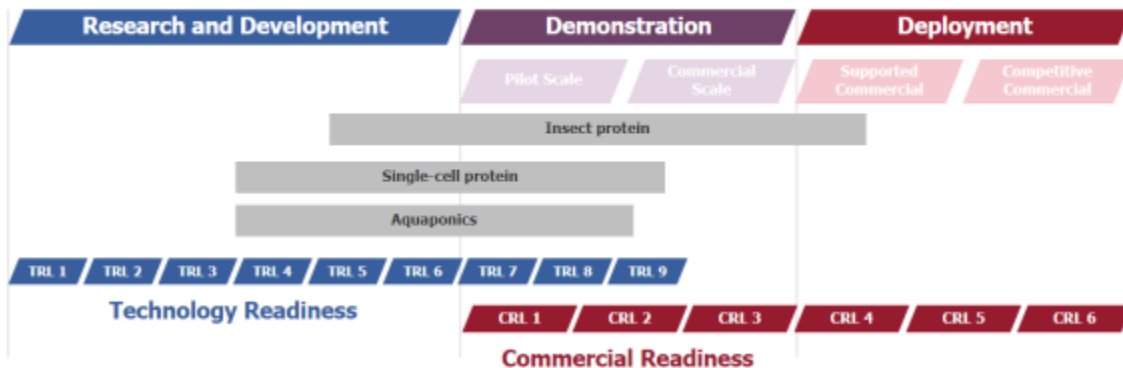 Research and Development
Demonstration
Deployment
Pilot Scale
Commercial
Scale
Supported
Commercial
Competitive
Commercial
Insect protein
Single-cell protein
Aquaponics
TRL 1
TRL 2
TRL 3
TRL 4
TRL 5
TRL 6
TRL 7
TRL 8
TRL 9
Technology Readiness
CRL 1
CRL 2
CRL 3
CRL 4
CRL 5
CRL 6
Commercial Readiness